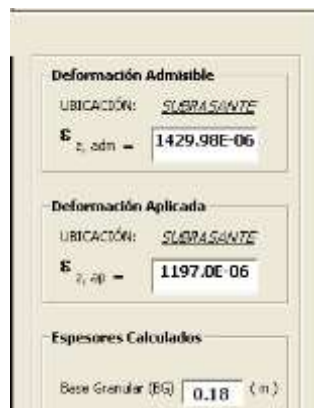 Deformación Admisible
UBICACIÓN: SUBRASANTE
ε z, adm = 1429.98E-06
Deformación Aplicada
UBICACIÓN: SUBRASANTE
ε z, ap = 1197.0E-06
Espesores Calculados
Base Granular (BG) 0.18 (m)